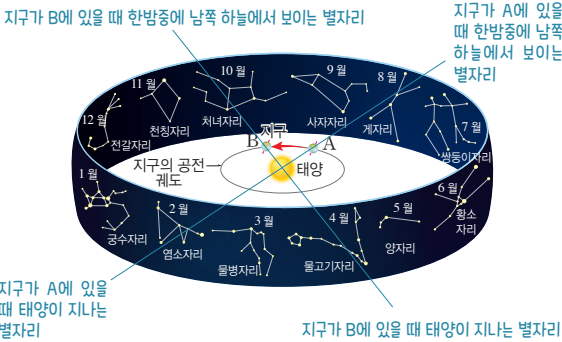 지구가 B에 있을 때 한밤중에 남쪽 하늘에서 보이는 별자리
지구가 A에 있을
때 한밤중에 남쪽
하늘에서 보이는
별자리
12월
전갈자리
11월
천칭자리
10월
처녀자리
9월
사자자리
8월
게자리
7월
쌍둥이자리
지구
B
A
지구의 공전
궤도
태양
1월
궁수자리
2월
염소자리
3월
물병자리
4월
물고기자리
5월
양자리
6월
황소
자리
지구가 A에 있을
때 태양이 지나는
별자리
지구가 B에 있을 때 태양이 지나는 별자리